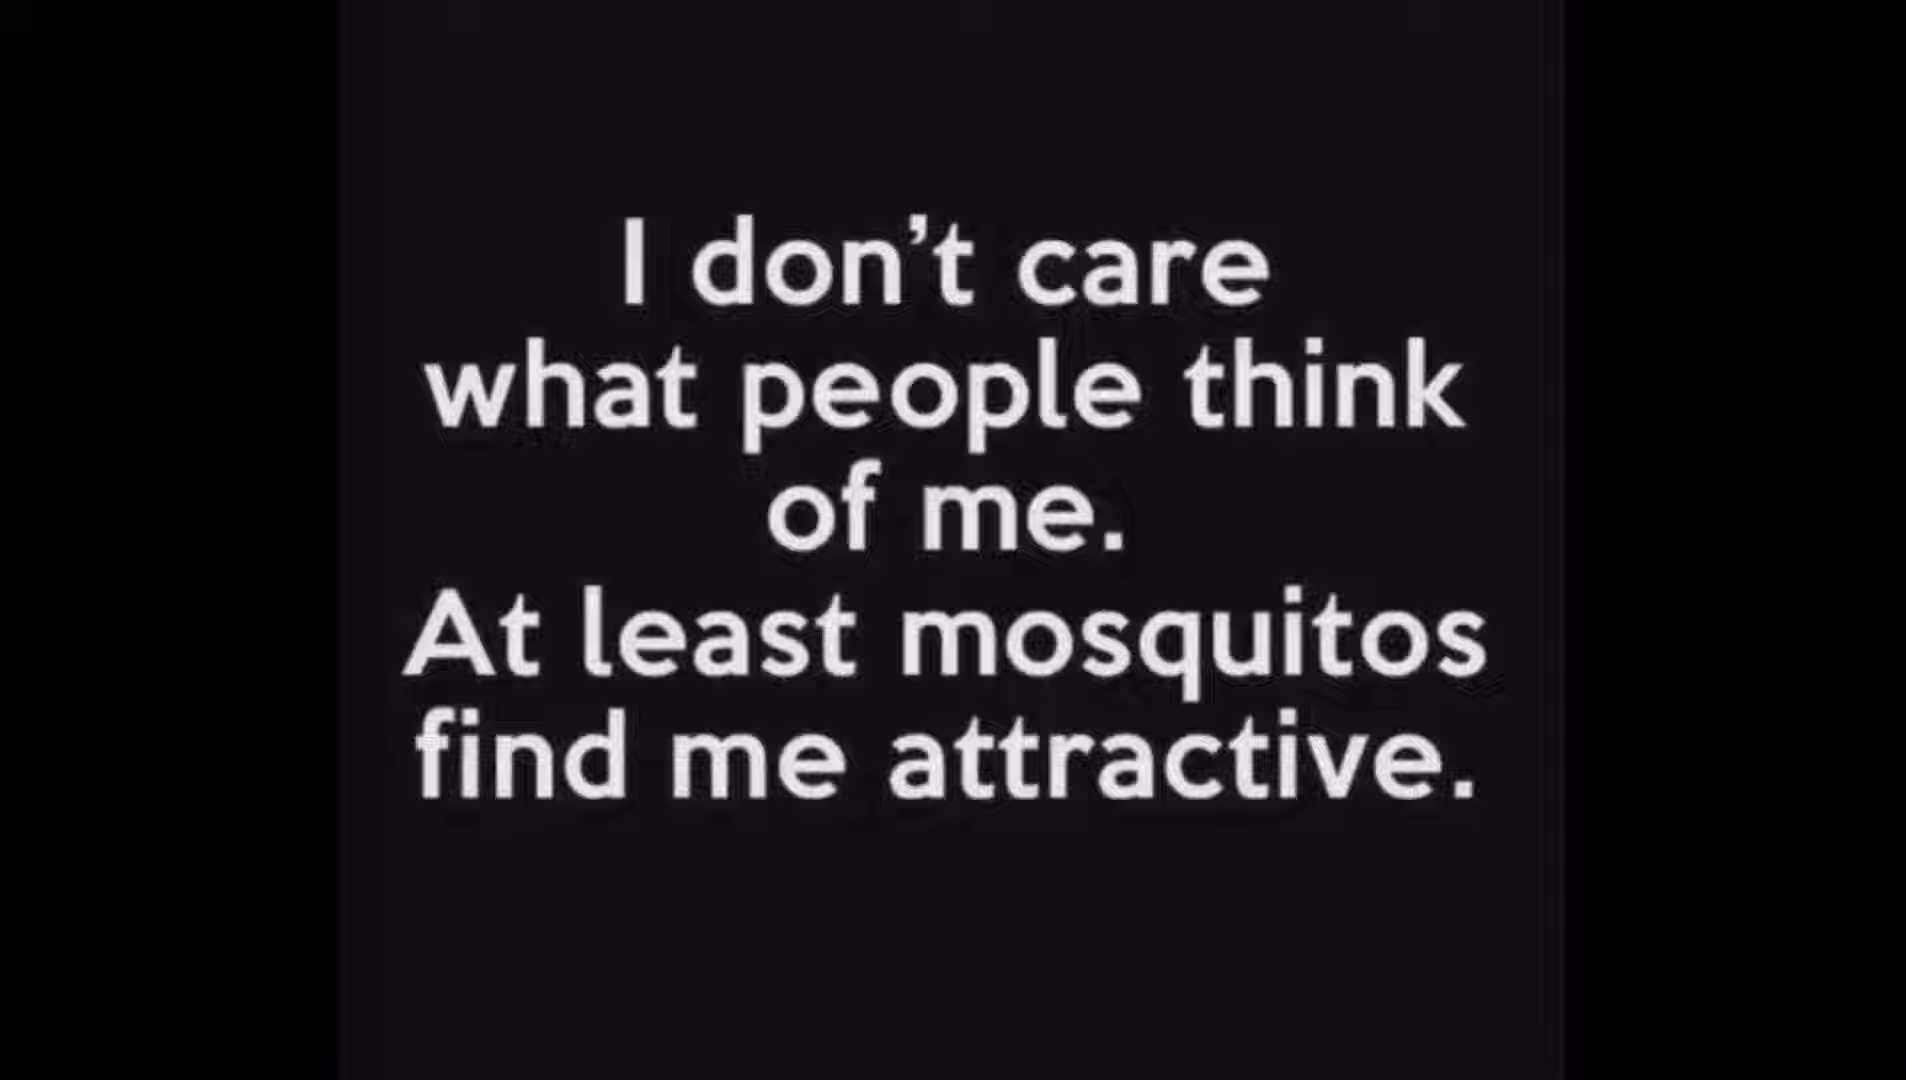 I don’t care
what people think
of me.
At least mosquitos
find me attractive.